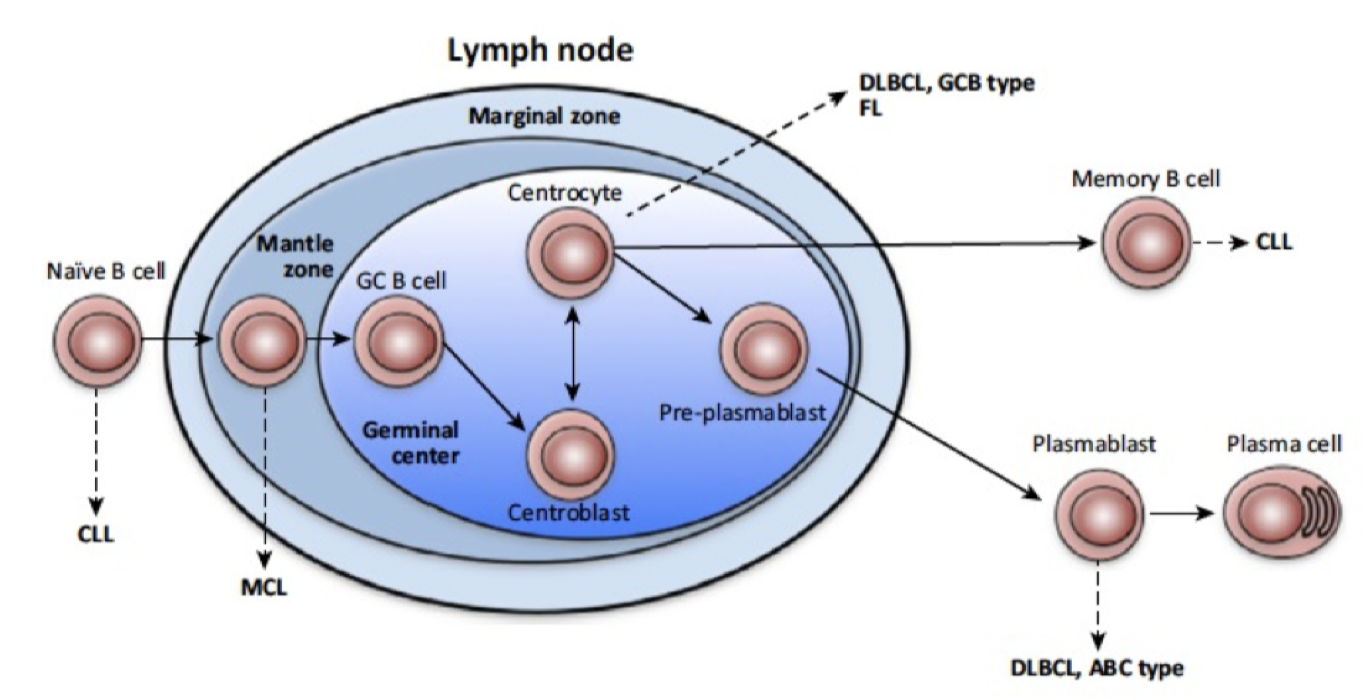 Lymph node
DLBCL, GCB type
FL
Marginal zone
Memory B cell
Centrocyte
CLL
Mantle
zone
Naïve B cell
GC B cell
Pre-plasmablast
Germinal
center
Plasmablast
Plasma cell
Centroblast
CLL
MCL
DLBCL, ABC type